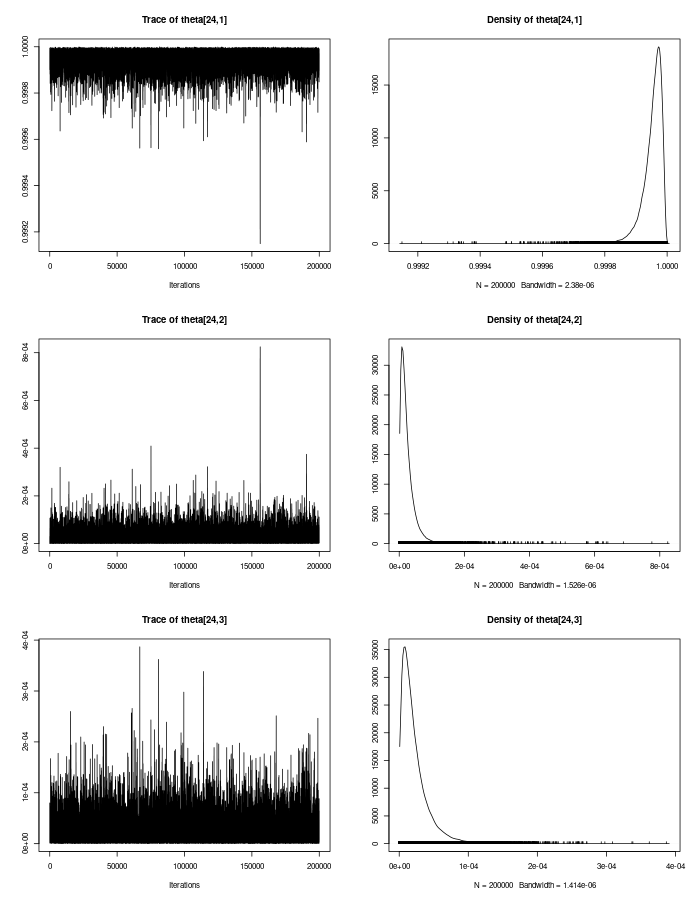 Trace of theta[24,1]
1.0000
0.9998
0.9996
0.9994
0.9992
0 50000 100000 150000 200000
Iterations
Density of theta[24,1]
15000
10000
5000
0
0.9992 0.9994 0.9996 0.9998 1.0000
N = 200000 Bandwidth = 2.38e-06
Trace of theta[24,2]
8e-04
6e-04
4e-04
2e-04
0e+00
0 50000 100000 150000 200000
Iterations
Density of theta[24,2]
30000
25000
20000
15000
10000
5000
0
0e+00 2e-04 4e-04 6e-04 8e-04
N = 200000 Bandwidth = 1.526e-06
Trace of theta[24,3]
4e-04
3e-04
2e-04
1e-04
0e+00
0 50000 100000 150000 200000
Iterations
Density of theta[24,3]
35000
30000
25000
20000
15000
10000
5000
0
0e+00 1e-04 2e-04 3e-04 4e-04
N = 200000 Bandwidth = 1.414e-06